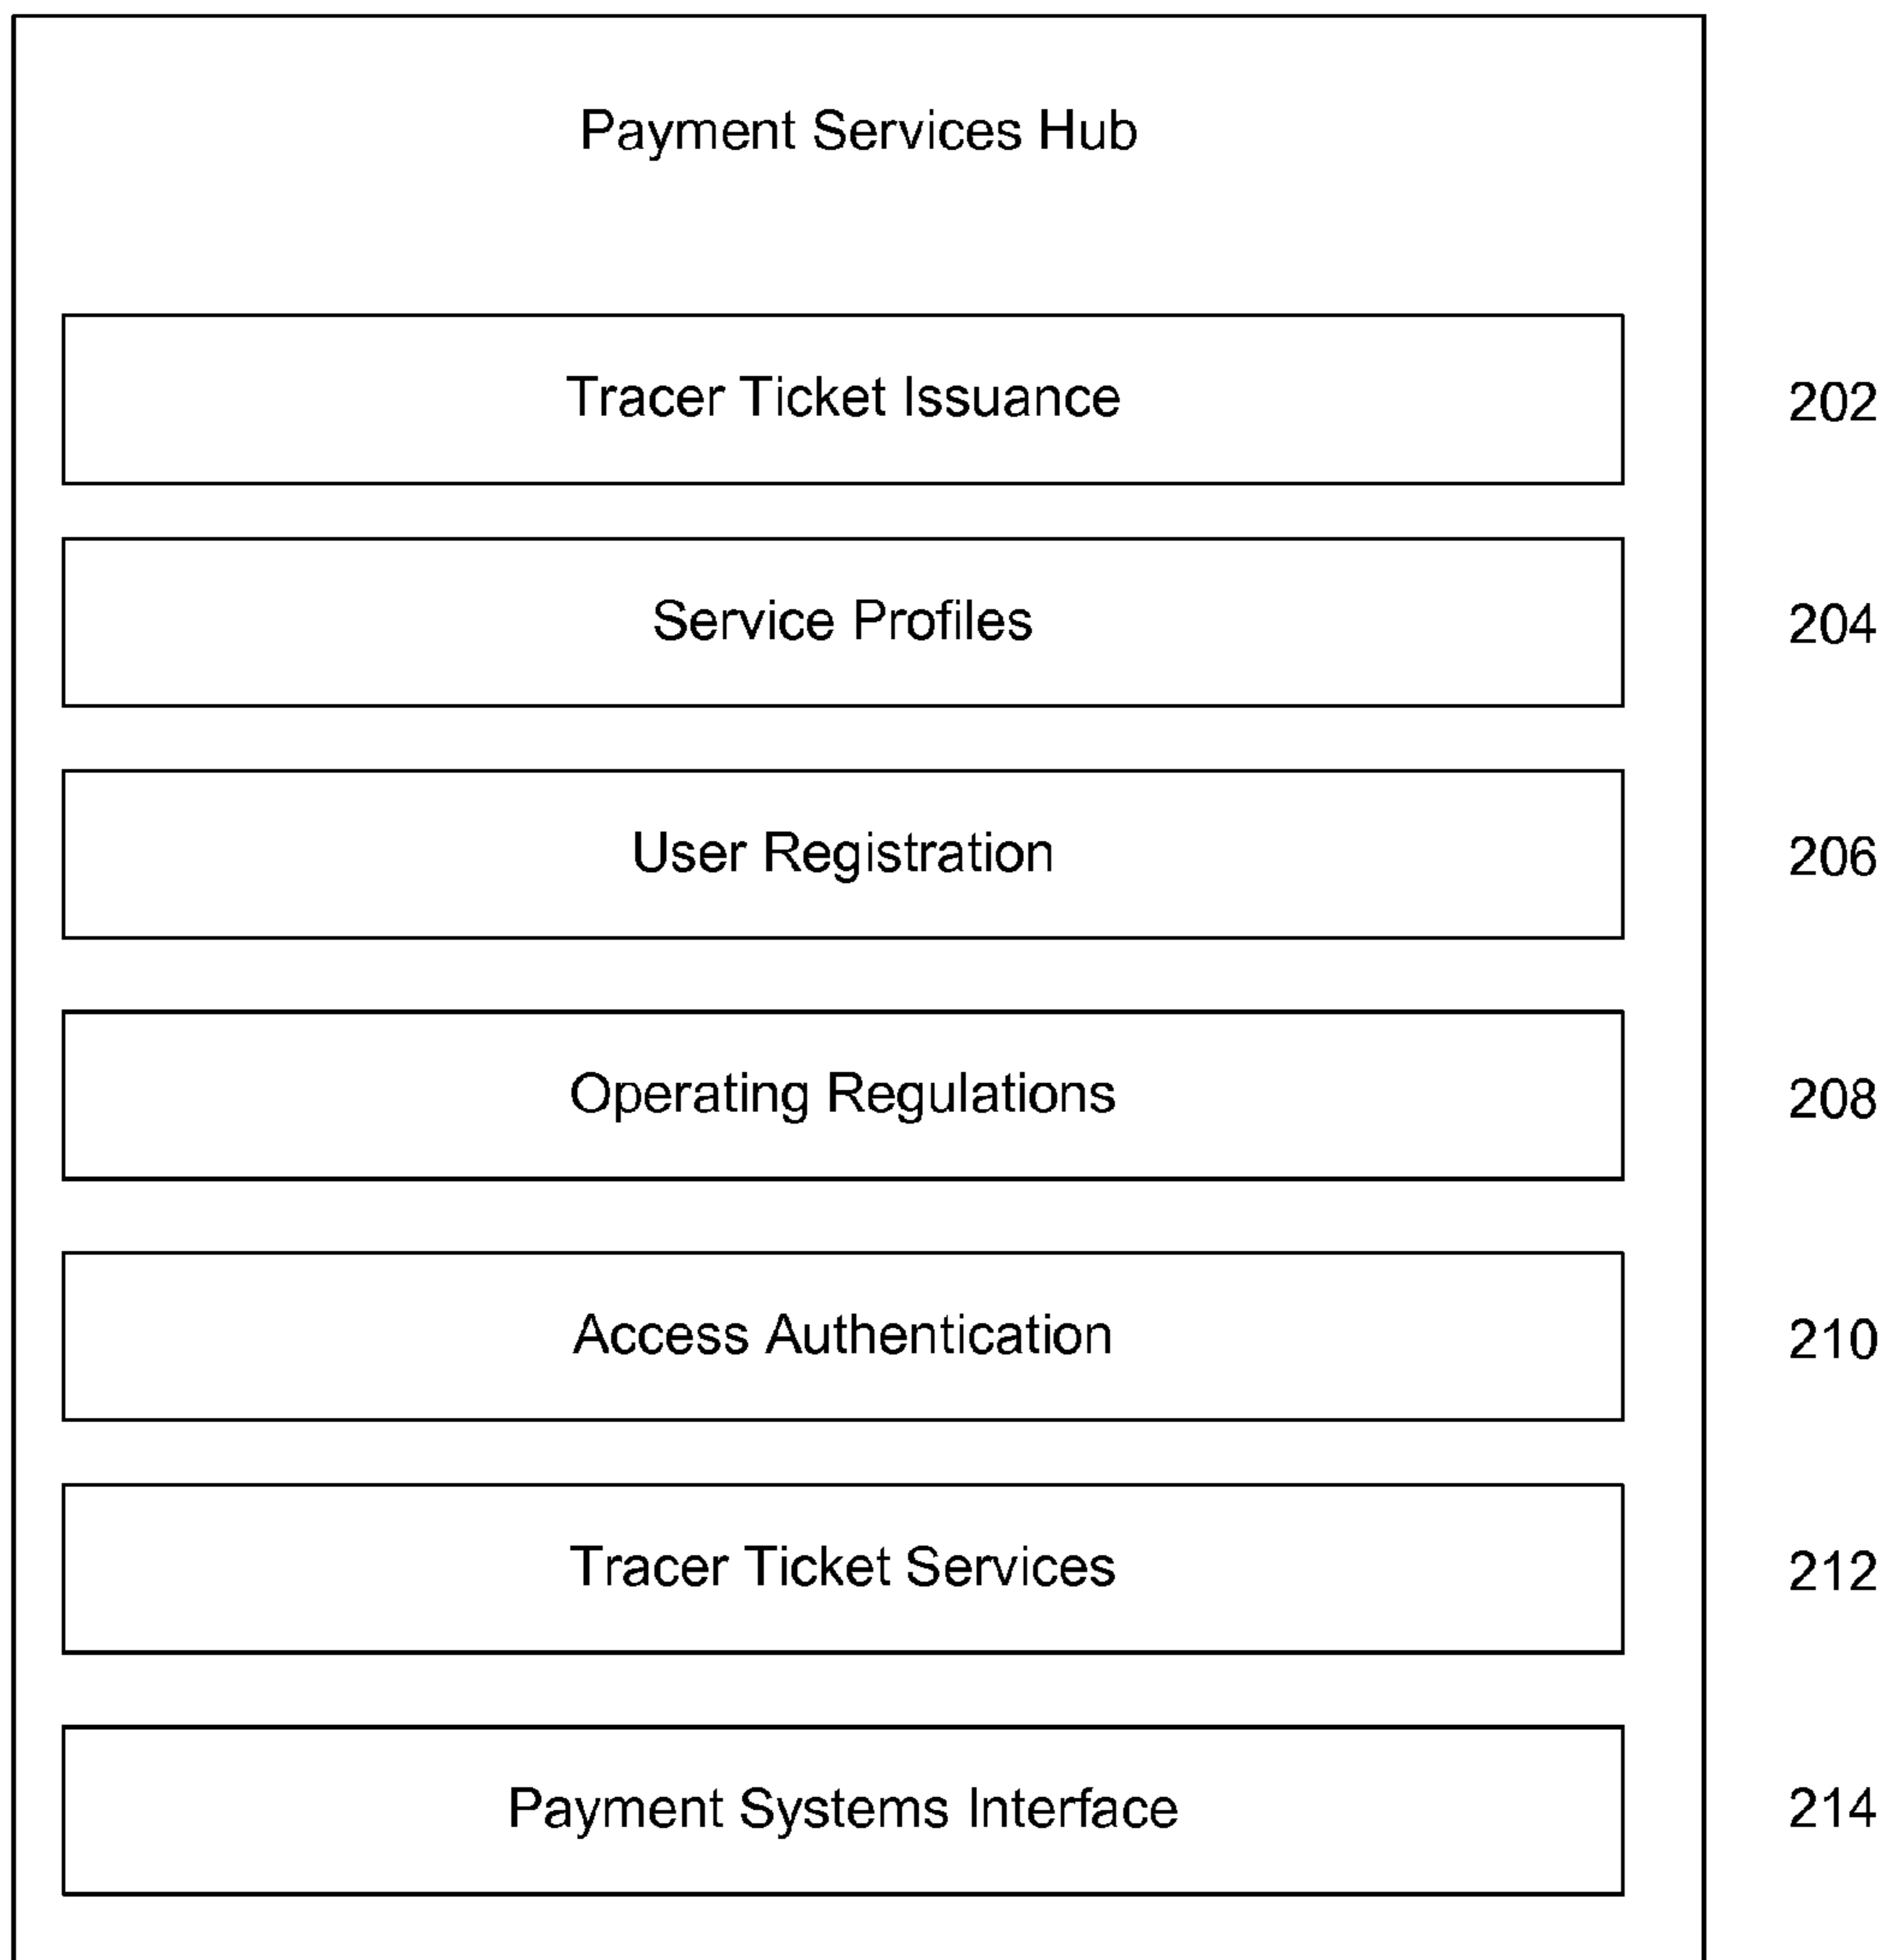 Payment Services Hub
Tracer Ticket Issuance 202
Service Profiles 204
User Registration 206
Operating Regulations 208
Access Authentication 210
Tracer Ticket Services 212
Payment Systems Interface 214